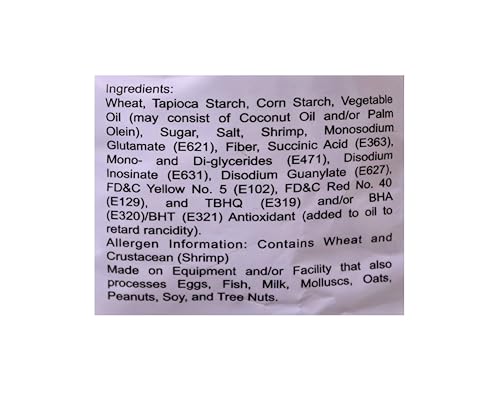 Ingredients:
Wheat, Tapioca Starch, Corn Starch, Vegetable
Oil (may consist of Coconut Oil and/or Palm
Olein), Sugar, Salt, Shrimp, Monosodium
Glutamate (E621), Fiber, Succinic Acid (E363),
Mono- and Di-glycerides (E471), Disodium
Inosinate (E631), Disodium Guanylate (E627),
FD&C Yellow No. 5 (E102), FD&C Red No. 40
(E129), and TBHQ (E319) and/or BHA
(E320)/BHT (E321) Antioxidant (added to oil to
retard rancidity).
Allergen Information: Contains Wheat and
Crustacean (Shrimp)
Made on Equipment and/or Facility that also
processes Eggs, Fish, Milk, Molluscs, Oats,
Peanuts, Soy, and Tree Nuts.